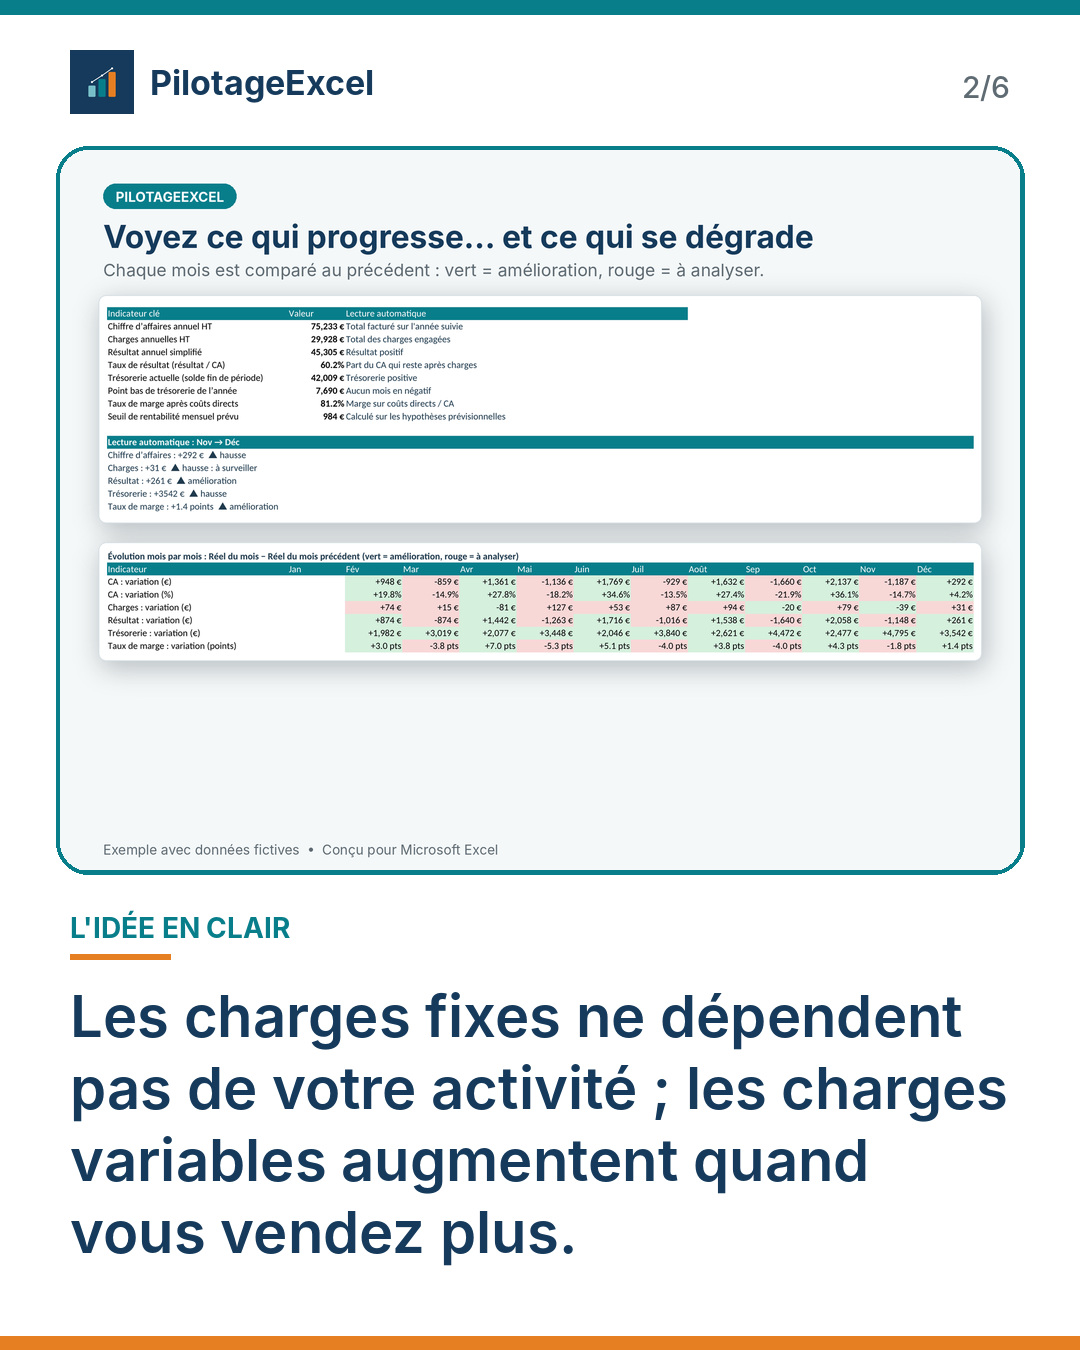 PilotageExcel
2/6
PILOTAGEEXCEL
Voyez ce qui progresse... et ce qui se dégrade
Chaque mois est comparé au précédent : vert = amélioration, rouge = à analyser.
Indicateur clé Valeur Lecture automatique
Chiffre d'affaires annuel HT 75,233 € Total facturé sur l'année suivie
Charges annuelles HT 29,928 € Total des charges engagées
Résultat annuel simplifié 45,305 € Résultat positif
Taux de résultat (résultat / CA) 60.2% Part du CA qui reste après charges
Trésorerie actuelle (solde fin de période) 42,009 € Trésorerie positive
Point bas de trésorerie de l'année 7,690 € Aucun mois en négatif
Taux de marge après coûts directs 81.2% Marge sur coûts directs / CA
Seuil de rentabilité mensuel prévu 984 € Calculé sur les hypothèses prévisionnelles
Lecture automatique : Nov → Déc
Chiffre d'affaires : +292 € ▲ hausse
Charges : +31 € ▲ hausse : à surveiller
Résultat : +261 € ▲ amélioration
Trésorerie : +3542 € ▲ hausse
Taux de marge : +1.4 points ▲ amélioration
Évolution mois par mois : Réel du mois – Réel du mois précédent (vert = amélioration, rouge = à analyser)
Indicateur Jan Fév Mar Avr Mai Juin Juil Août Sep Oct Nov Déc
CA : variation (€) +948 € -859 € +1,361 € -1,136 € +1,769 € -929 € +1,632 € -1,660 € +2,137 € -1,187 € +292 €
CA : variation (%) +19.8% -14.9% +27.8% -18.2% +34.6% -13.5% +27.4% -21.9% +36.1% -14.7% +4.2%
Charges : variation (€) +74 € +15 € -81 € +127 € +53 € +87 € +94 € -20 € +79 € -39 € +31 €
Résultat : variation (€) +874 € -874 € +1,442 € -1,263 € +1,716 € -1,016 € +1,538 € -1,640 € +2,058 € -1,148 € +261 €
Trésorerie : variation (€) +1,982 € +3,019 € +2,077 € +3,448 € +2,046 € +3,840 € +2,621 € +4,472 € +2,477 € +4,795 € +3,542 €
Taux de marge : variation (points) +3.0 pts -3.8 pts +7.0 pts -5.3 pts +5.1 pts -4.0 pts +3.8 pts -4.0 pts +4.3 pts -1.8 pts +1.4 pts
Exemple avec données fictives • Conçu pour Microsoft Excel
L'IDÉE EN CLAIR
Les charges fixes ne dépendent
pas de votre activité ; les charges
variables augmentent quand
vous vendez plus.